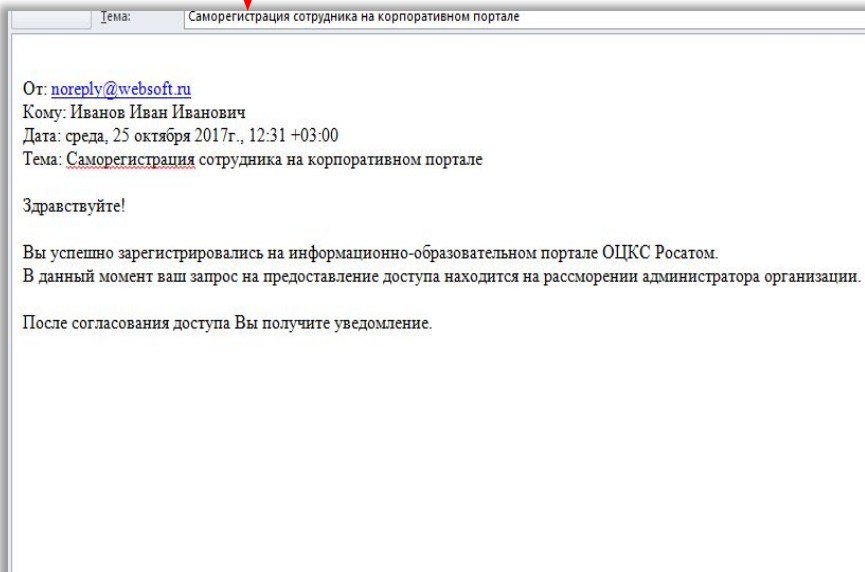 Тема: Саморегистрация сотрудника на корпоративном портале
От: noreply@websoft.ru
Кому: Иванов Иван Иванович
Дата: среда, 25 октября 2017г., 12:31 +03:00
Тема: Саморегистрация сотрудника на корпоративном портале
Здравствуйте!
Вы успешно зарегистрировались на информационно-образовательном портале ОЦКС Росатом.
В данный момент ваш запрос на предоставление доступа находится на рассморении администратора организации.
После согласования доступа Вы получите уведомление.